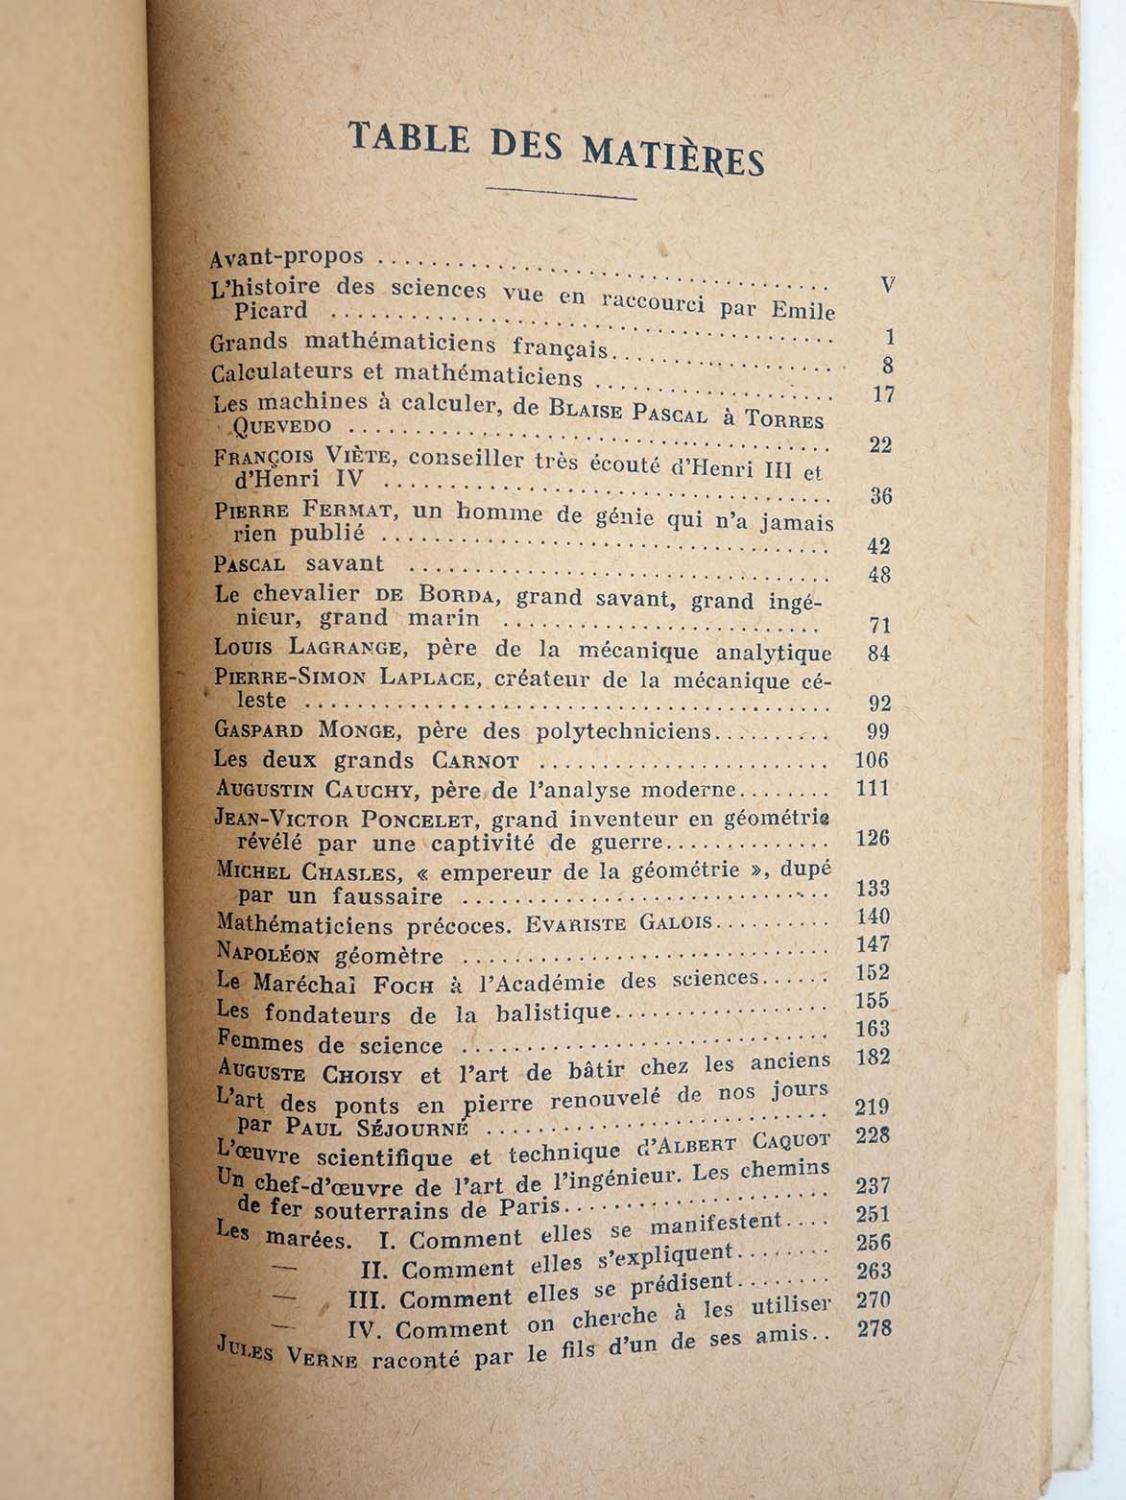 TABLE DES MATIÈRES
Avant-propos .......... V
L'histoire des sciences vue en raccourci par Emile
Picard .......... 1
Grands mathématiciens français .......... 8
Calculateurs et mathématiciens .......... 17
Les machines à calculer, de BLAISE PASCAL à TORRES
QUEVEDO .......... 22
FRANÇOIS VIÈTE, conseiller très écouté d'Henri III et
d'Henri IV .......... 36
PIERRE FERMAT, un homme de génie qui n'a jamais
rien publié .......... 42
PASCAL savant .......... 48
Le chevalier DE BORDA, grand savant, grand ingé-
nieur, grand marin .......... 71
LOUIS LAGRANGE, père de la mécanique analytique 84
PIERRE-SIMON LAPLACE, créateur de la mécanique cé-
leste .......... 92
GASPARD MONGE, père des polytechniciens .......... 99
Les deux grands CARNOT .......... 106
AUGUSTIN CAUCHY, père de l'analyse moderne ........ 111
JEAN-VICTOR PONCELET, grand inventeur en géométrie
révélé par une captivité de guerre .......... 126
MICHEL CHASLES, « empereur de la géométrie », dupé
par un faussaire .......... 133
Mathématiciens précoces. EVARISTE GALOIS .......... 140
NAPOLÉON géomètre .......... 147
Le Maréchal FOCH à l'Académie des sciences ...... 152
Les fondateurs de la balistique .......... 155
Femmes de science .......... 163
AUGUSTE CHOISY et l'art de bâtir chez les anciens 182
L'art des ponts en pierre renouvelé de nos jours
par PAUL SÉJOURNÉ .......... 219
L'œuvre scientifique et technique d'ALBERT CAQUOT 228
Un chef-d'œuvre de l'art de l'ingénieur. Les chemins
de fer souterrains de Paris .......... 237
Les marées. I. Comment elles se manifestent .... 251
— II. Comment elles s'expliquent ........ 256
— III. Comment elles se prédisent ........ 263
— IV. Comment on cherche à les utiliser 270
JULES VERNE raconté par le fils d'un de ses amis .. 278